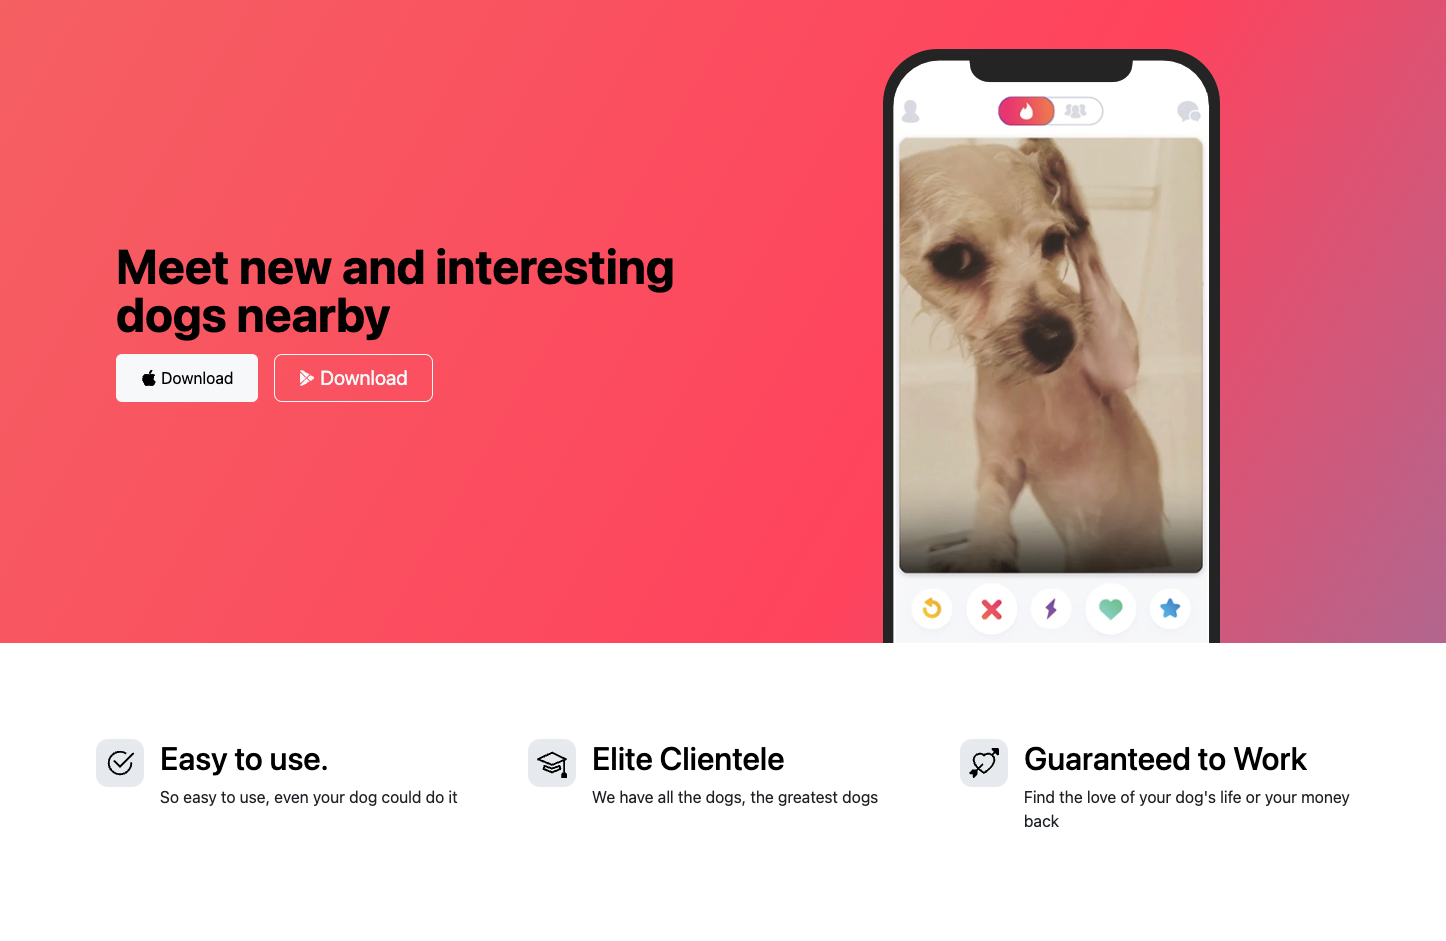 Meet new and interesting
dogs nearby
Download
Download
Easy to use.
So easy to use, even your dog could do it
Elite Clientele
We have all the dogs, the greatest dogs
Guaranteed to Work
Find the love of your dog's life or your money
back